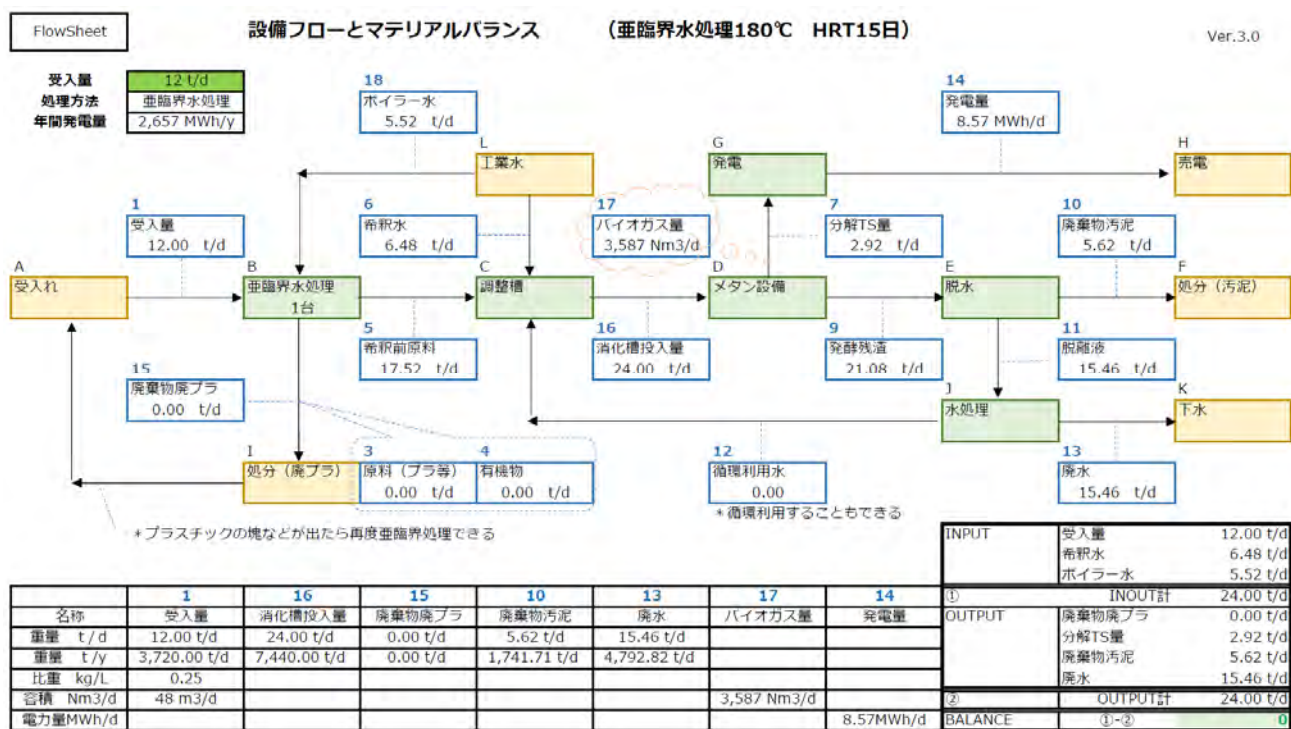 FlowSheet
設備フローとマテリアルバランス (亜臨界水処理180℃ HRT15日)
Ver.3.0
受入量 12 t/d
処理方法 亜臨界水処理
年間発電量 2,657 MWh/y
18
ボイラー水
5.52 t/d
14
発電量
8.57 MWh/d
L
工業水
G
発電
H
売電
1
受入量
12.00 t/d
6
希釈水
6.48 t/d
17
バイオガス量
3,587 Nm3/d
7
分解TS量
2.92 t/d
10
廃棄物汚泥
5.62 t/d
A
受入れ
B
亜臨界水処理
1台
C
調整槽
D
メタン設備
E
脱水
F
処分(汚泥)
5
希釈前原料
17.52 t/d
16
消化槽投入量
24.00 t/d
9
発酵残渣
21.08 t/d
11
脱離液
15.46 t/d
15
廃棄物廃プラ
0.00 t/d
J
水処理
K
下水
I
処分(廃プラ)
3
原料(プラ等)
0.00 t/d
4
有機物
0.00 t/d
12
循環利用水
0.00
13
廃水
15.46 t/d
*循環利用することもできる
*プラスチックの塊などが出たら再度亜臨界処理できる
INPUT 受入量 12.00 t/d
希釈水 6.48 t/d
ボイラー水 5.52 t/d
① INOUT計 24.00 t/d
OUTPUT 廃棄物廃プラ 0.00 t/d
分解TS量 2.92 t/d
廃棄物汚泥 5.62 t/d
廃水 15.46 t/d
② OUTPUT計 24.00 t/d
BALANCE ①-② 0
1 16 15 10 13 17 14
名称 受入量 消化槽投入量 廃棄物廃プラ 廃棄物汚泥 廃水 バイオガス量 発電量
重量 t/d 12.00 t/d 24.00 t/d 0.00 t/d 5.62 t/d 15.46 t/d
重量 t/y 3,720.00 t/d 7,440.00 t/d 0.00 t/d 1,741.71 t/d 4,792.82 t/d
比重 kg/L 0.25
容積 Nm3/d 48 m3/d 3,587 Nm3/d
電力量MWh/d 8.57MWh/d